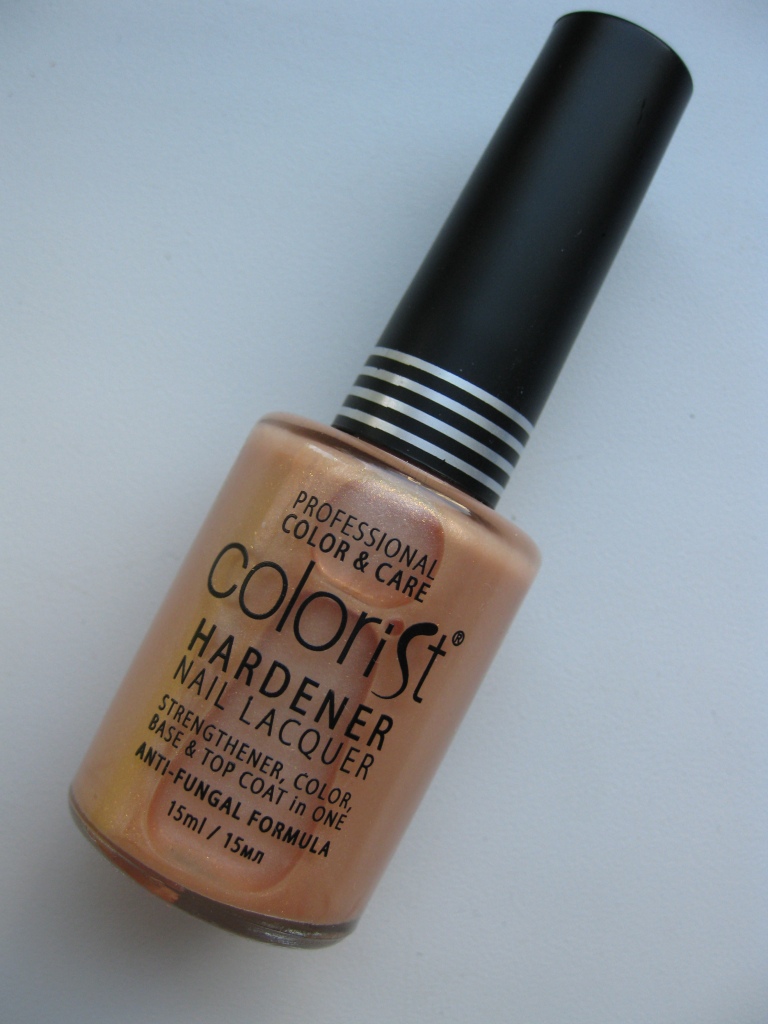 PROFESSIONAL
COLOR & CARE
coloriSt®
HARDENER
NAIL LACQUER
STRENGTHENER, COLOR,
BASE & TOP COAT in ONE
ANTI-FUNGAL FORMULA
15ml / 15мл